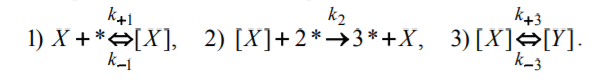 1) X + * k₊₁⇔k₋₁ [X], 2) [X] + 2 * k₂→ 3 * + X, 3) [X] k₊₃⇔k₋₃ [Y].